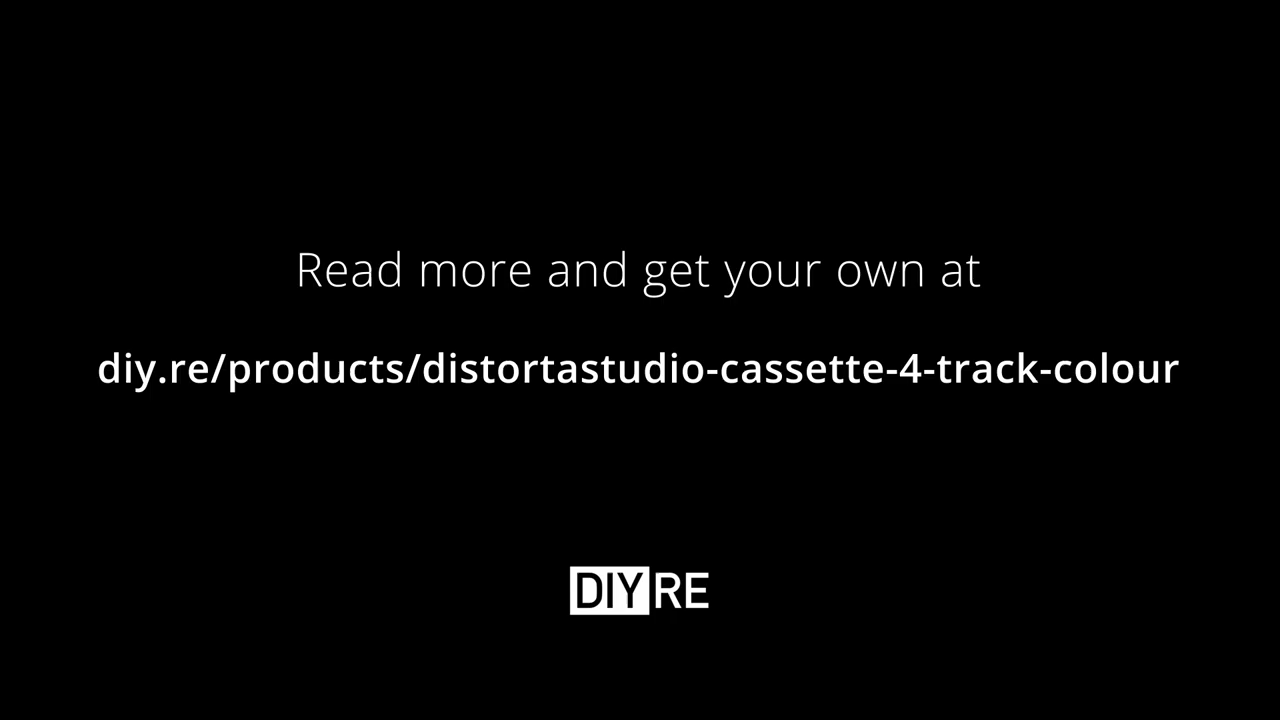 Read more and get your own at
diy.re/products/distortastudio-cassette-4-track-colour
DIYRE